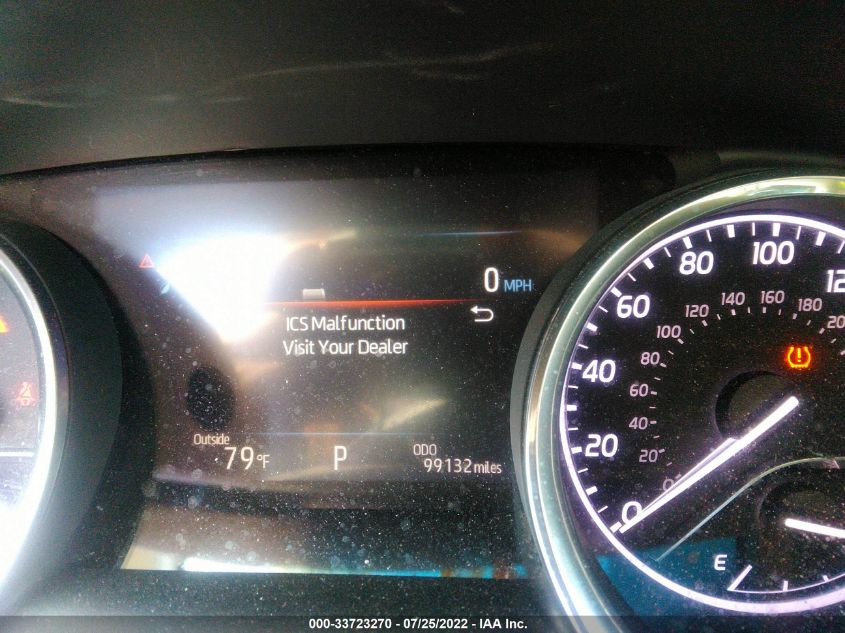 0 MPH
ICS Malfunction
Visit Your Dealer
Outside
79°F
P
ODO
99132 miles
0
20
40
60
80
100
0
20
40
60
80
100
120
140
160
180
E
000-33723270 - 07/25/2022 - IAA Inc.